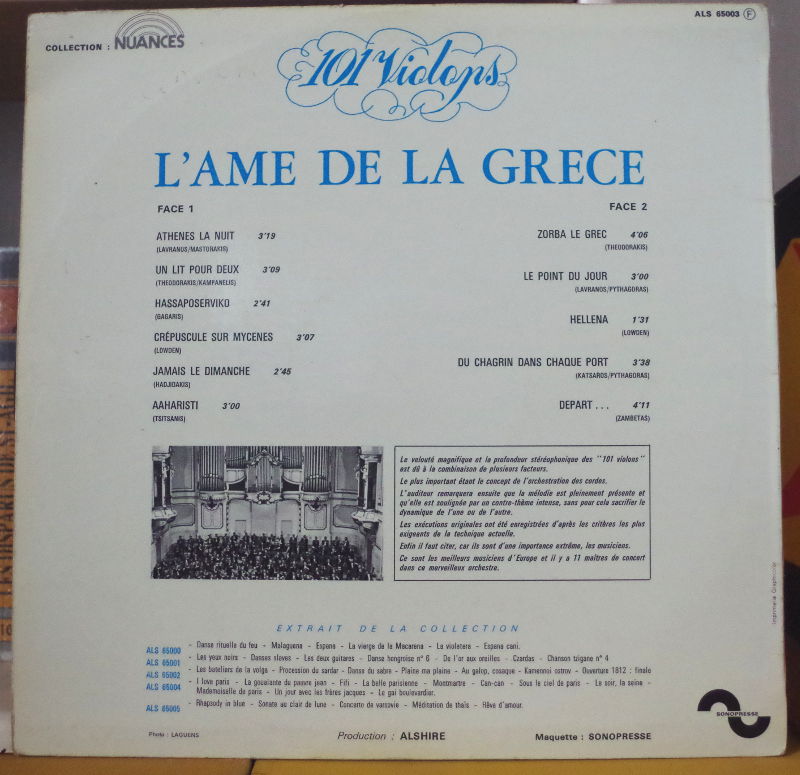 COLLECTION : NUANCES
ALS 65003 F
101 Violons
L'AME DE LA GRECE
FACE 1
ATHENES LA NUIT 3'19
(LAVRANOS/MASTORAKIS)
UN LIT POUR DEUX 3'09
(THEODORAKIS/KAMPANELIS)
HASSAPOSERVIKO 2'41
(GAGARIS)
CRÉPUSCULE SUR MYCENES 3'07
(LOWDEN)
JAMAIS LE DIMANCHE 2'45
(HADJIDAKIS)
AAHARISTI 3'00
(TSITSANIS)
FACE 2
ZORBA LE GREC 4'06
(THEODORAKIS)
LE POINT DU JOUR 3'00
(LAVRANOS/PYTHAGORAS)
HELLENA 1'31
(LOWDEN)
DU CHAGRIN DANS CHAQUE PORT 3'38
(KATSAROS/PYTHAGORAS)
DEPART . . . 4'11
(ZAMBETAS)
Le velouté magnifique et la profondeur stéréophonique des "101 violons"
est dû à la combinaison de plusieurs facteurs.
Le plus important étant le concept de l'orchestration des cordes.
L'auditeur remarquera ensuite que la mélodie est pleinement présente et
qu'elle est soulignée par un contre-thème intense, sans pour cela sacrifier le
dynamique de l'une ou de l'autre.
Les exécutions originales ont été enregistrées d'après les critères les plus
exigeants de la technique actuelle.
Enfin il faut citer, car ils sont d'une importance extrême, les musiciens.
Ce sont les meilleurs musiciens d'Europe et il y a 11 maîtres de concert
dans ce merveilleux orchestre.
Imprimerie Graphicolor
EXTRAIT DE LA COLLECTION
ALS 65000 - Danse rituelle du feu - Malaguena - Espana - La vierge de la Macarena - La violetera - Espana cani.
ALS 65001 - Les yeux noirs - Danses slaves - Les deux guitares - Danse hongroise n° 6 - De l'or aux oreilles - Czardas - Chanson tzigane n° 4
ALS 65002 - Les bateliers de la volga - Procession du sardar - Danse du sabre - Plaine ma plaine - Au galop, cosaque - Kamennoi ostrov - Ouverture 1812 : finale
ALS 65004 - I love paris - La goualante du pauvre jean - Fifi - La belle parisienne - Montmartre - Can-can - Sous le ciel de paris - Le soir, la seine -
Mademoiselle de paris - Un jour avec les frères jacques - Le gai boulevardier.
ALS 65005 - Rhapsody in blue - Sonate au clair de lune - Concerto de varsovie - Méditation de thaïs - Rêve d'amour.
SONOPRESSE
Photo : LAGUENS
Production : ALSHIRE
Maquette : SONOPRESSE
LES DISPARUS DE ST-AGIL